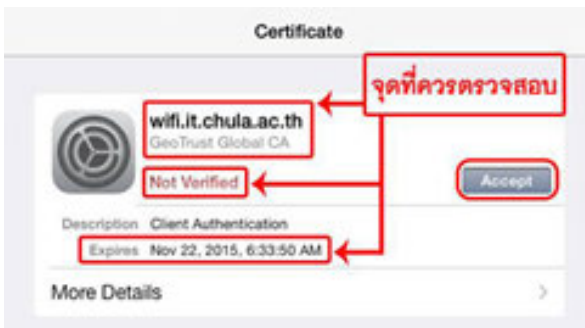 Certificate
จุดที่ควรตรวจสอบ
wifi.it.chula.ac.th
GeoTrust Global CA
Not Verified
Accept
Description Client Authentication
Expires Nov 22, 2015, 6:33:50 AM
More Details